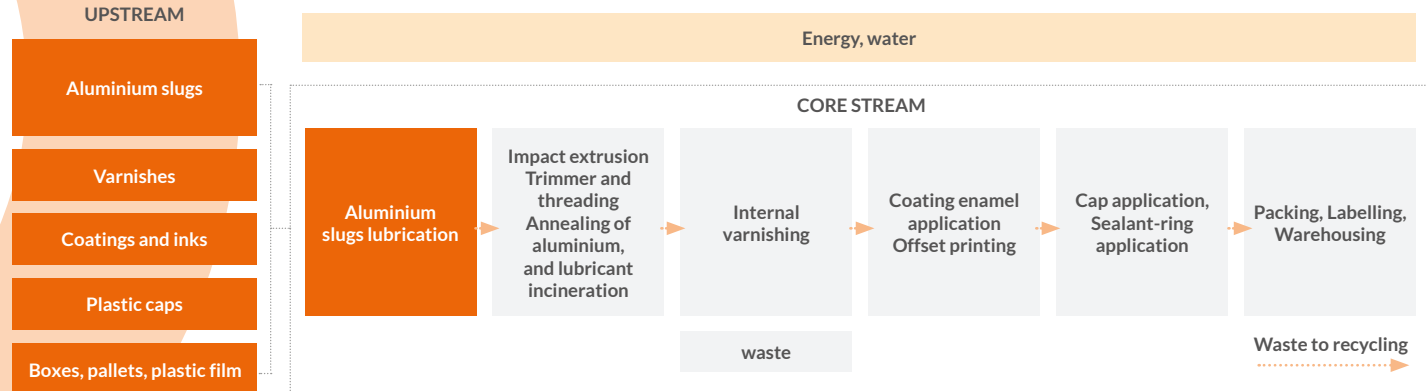 UPSTREAM
Aluminium slugs
Varnishes
Coatings and inks
Plastic caps
Boxes, pallets, plastic film
Energy, water
CORE STREAM
Aluminium
slugs lubrication
Impact extrusion
Trimmer and
threading
Annealing of
aluminium,
and lubricant
incineration
Internal
varnishing
Coating enamel
application
Offset printing
Cap application,
Sealant-ring
application
Packing, Labelling,
Warehousing
waste
Waste to recycling